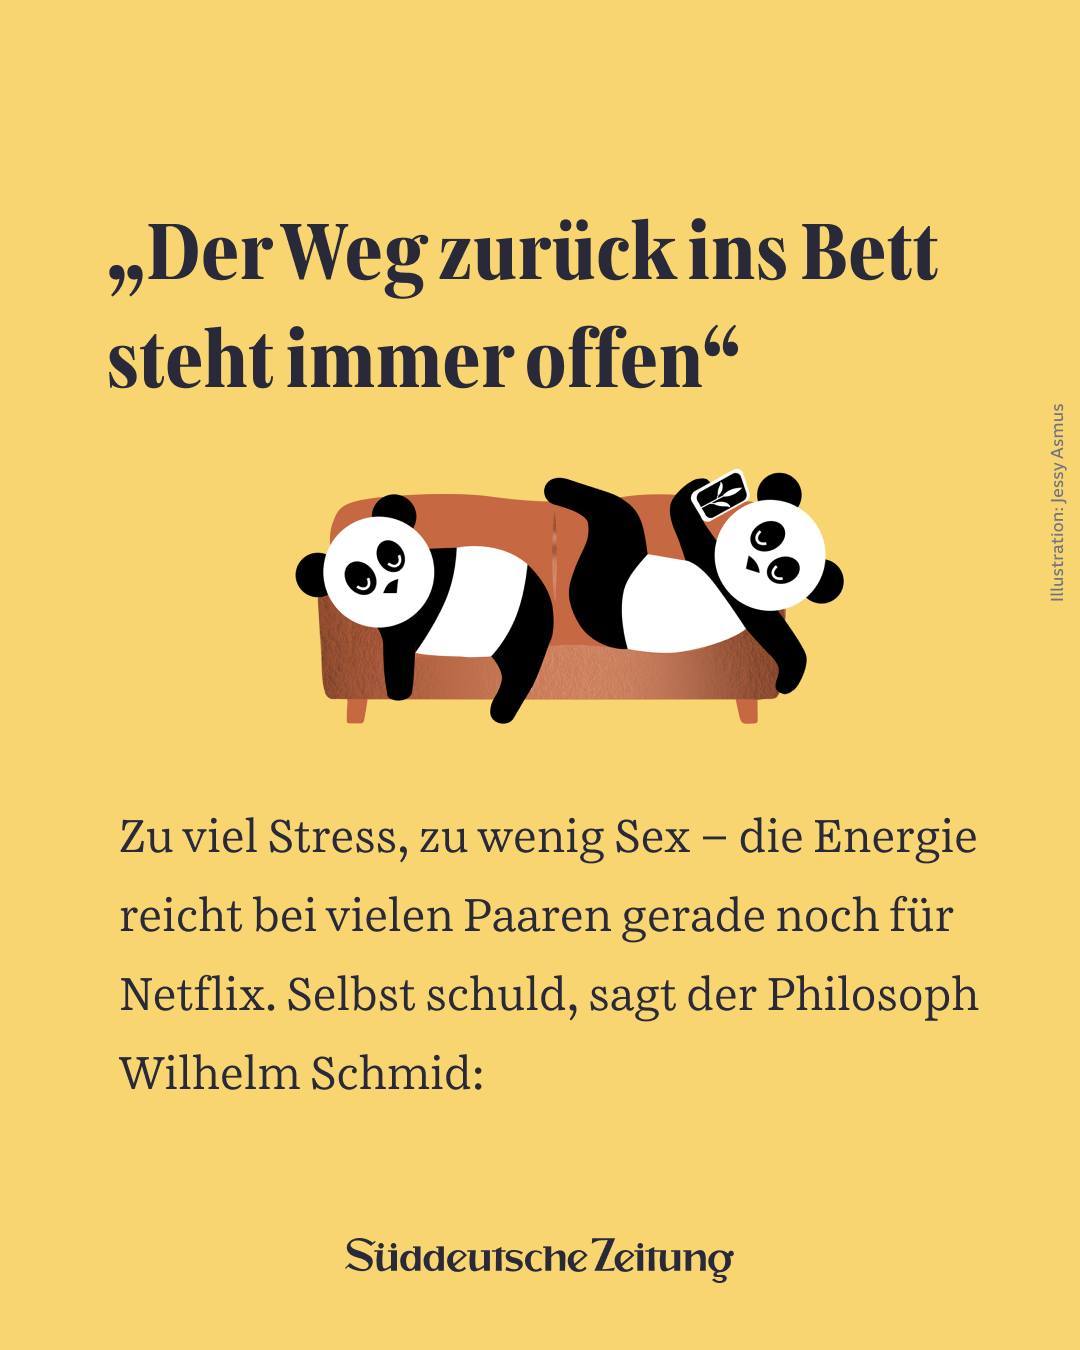 „Der Weg zurück ins Bett
steht immer offen“
Illustration: Jessy Asmus
Zu viel Stress, zu wenig Sex – die Energie
reicht bei vielen Paaren gerade noch für
Netflix. Selbst schuld, sagt der Philosoph
Wilhelm Schmid:
Süddeutsche Zeitung